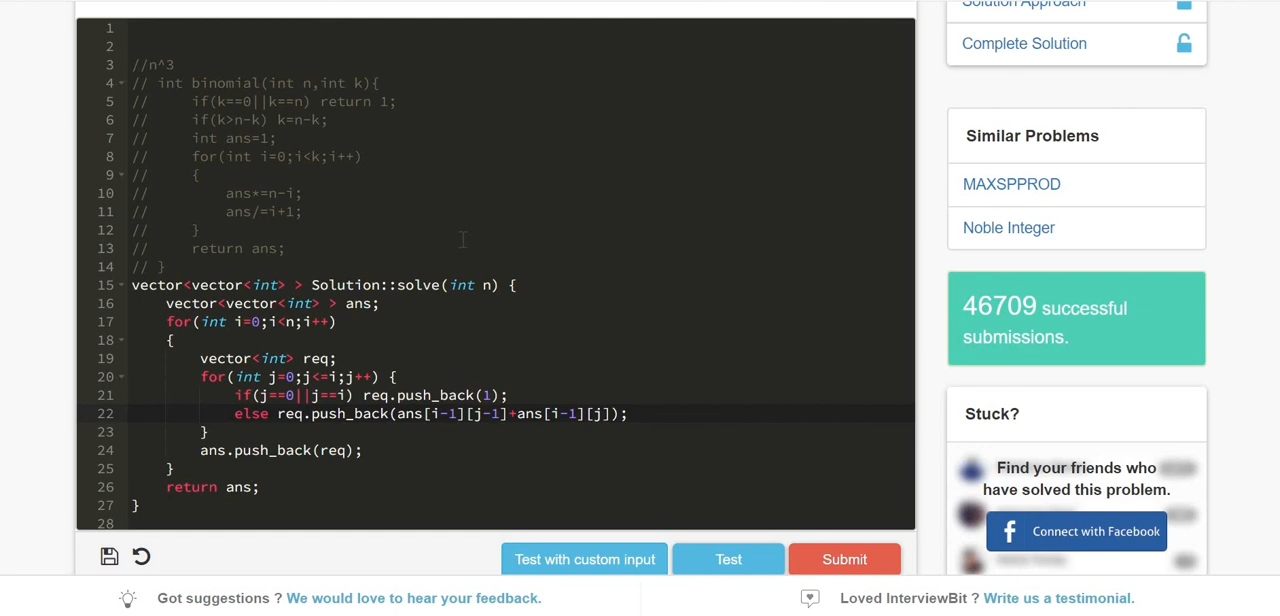 Solution Approach
Complete Solution
Similar Problems
MAXSPPROD
Noble Integer
46709 successful
submissions.
Stuck?
Find your friends who
have solved this problem.
f Connect with Facebook
1
2
3 //n^3
4 // int binomial(int n,int k){
5 //     if(k==0||k==n) return 1;
6 //     if(k>n-k) k=n-k;
7 //     int ans=1;
8 //     for(int i=0;i<k;i++)
9 //     {
10 //         ans*=n-i;
11 //         ans/=i+1;
12 //     }
13 //     return ans;
14 // }
15 vector<vector<int> > Solution::solve(int n) {
16     vector<vector<int> > ans;
17     for(int i=0;i<n;i++)
18     {
19         vector<int> req;
20         for(int j=0;j<=i;j++) {
21             if(j==0||j==i) req.push_back(1);
22             else req.push_back(ans[i-1][j-1]+ans[i-1][j]);
23         }
24         ans.push_back(req);
25     }
26     return ans;
27 }
28
Test with custom input
Test
Submit
Got suggestions ? We would love to hear your feedback.
Loved InterviewBit ? Write us a testimonial.